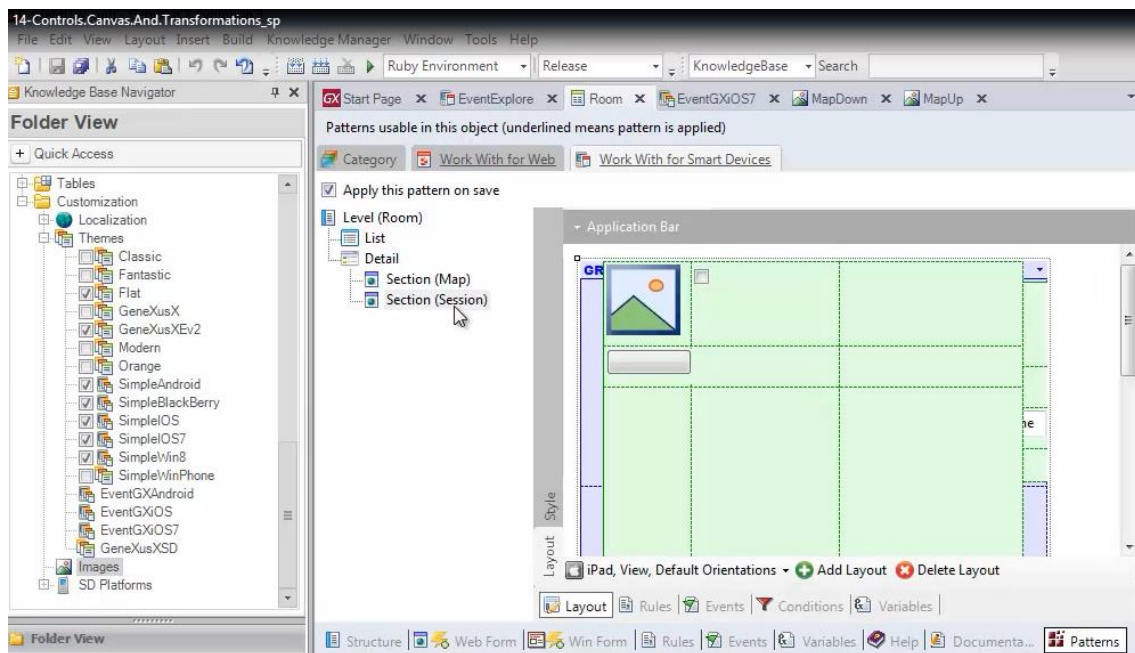 14-Controls.Canvas.And.Transformations_sp
File Edit View Layout Insert Build Knowledge Manager Window Tools Help
Ruby Environment Release KnowledgeBase Search
Knowledge Base Navigator
Start Page EventExplore Room EventGXiOS7 MapDown MapUp
Folder View
Patterns usable in this object (underlined means pattern is applied)
Quick Access
Category Work With for Web Work With for Smart Devices
Apply this pattern on save
Tables
Customization
Localization
Themes
Classic
Fantastic
Flat
GeneXusX
GeneXusXEv2
Modern
Orange
SimpleAndroid
SimpleBlackBerry
SimpleIOS
SimpleIOS7
SimpleWin8
SimpleWinPhone
EventGXAndroid
EventGXiOS
EventGXiOS7
GeneXusXSD
Images
SD Platforms
Folder View
Level (Room)
List
Detail
Section (Map)
Section (Session)
Application Bar
GR
ne
Style
Layout
iPad, View, Default Orientations Add Layout Delete Layout
Layout Rules Events Conditions Variables
Structure Web Form Win Form Rules Events Variables Help Documenta... Patterns